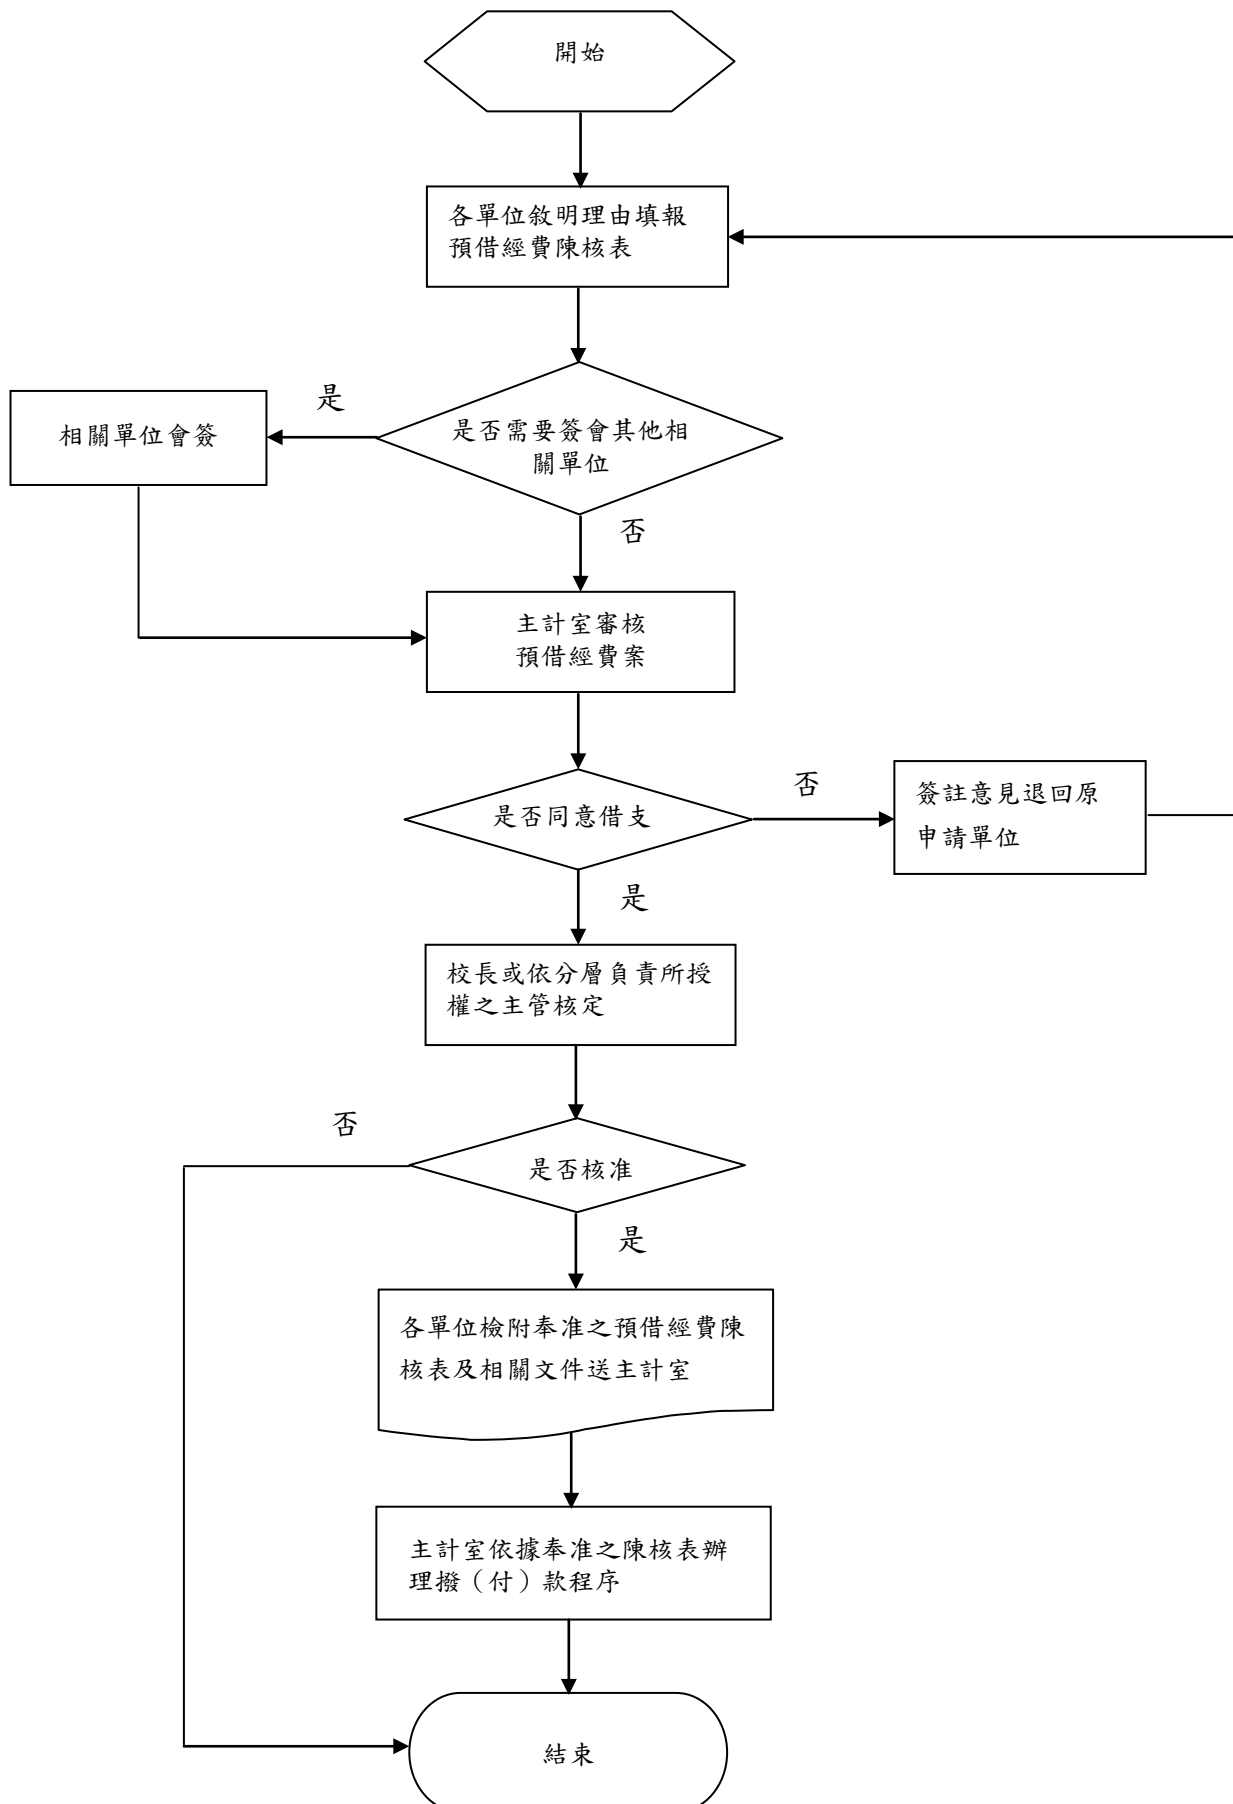 開始
各單位敘明理由填報
預借經費陳核表
是
相關單位會簽
是否需要簽會其他相
關單位
否
主計室審核
預借經費案
是否同意借支
否
簽註意見退回原
申請單位
是
校長或依分層負責所授
權之主管核定
否
是否核准
是
各單位檢附奉准之預借經費陳
核表及相關文件送主計室
主計室依據奉准之陳核表辦
理撥（付）款程序
結束